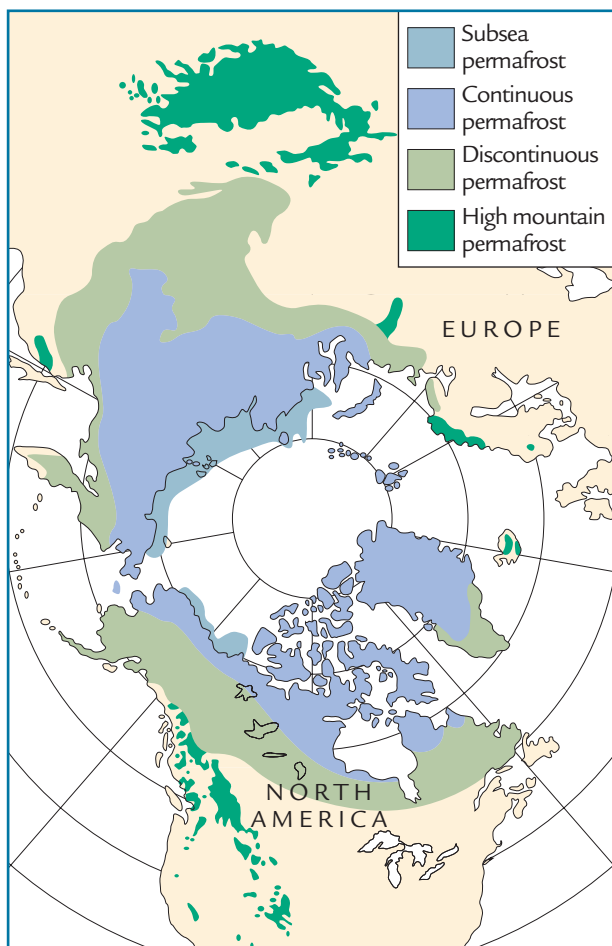 Subsea
permafrost
Continuous
permafrost
Discontinuous
permafrost
High mountain
permafrost
EUROPE
NORTH
AMERICA